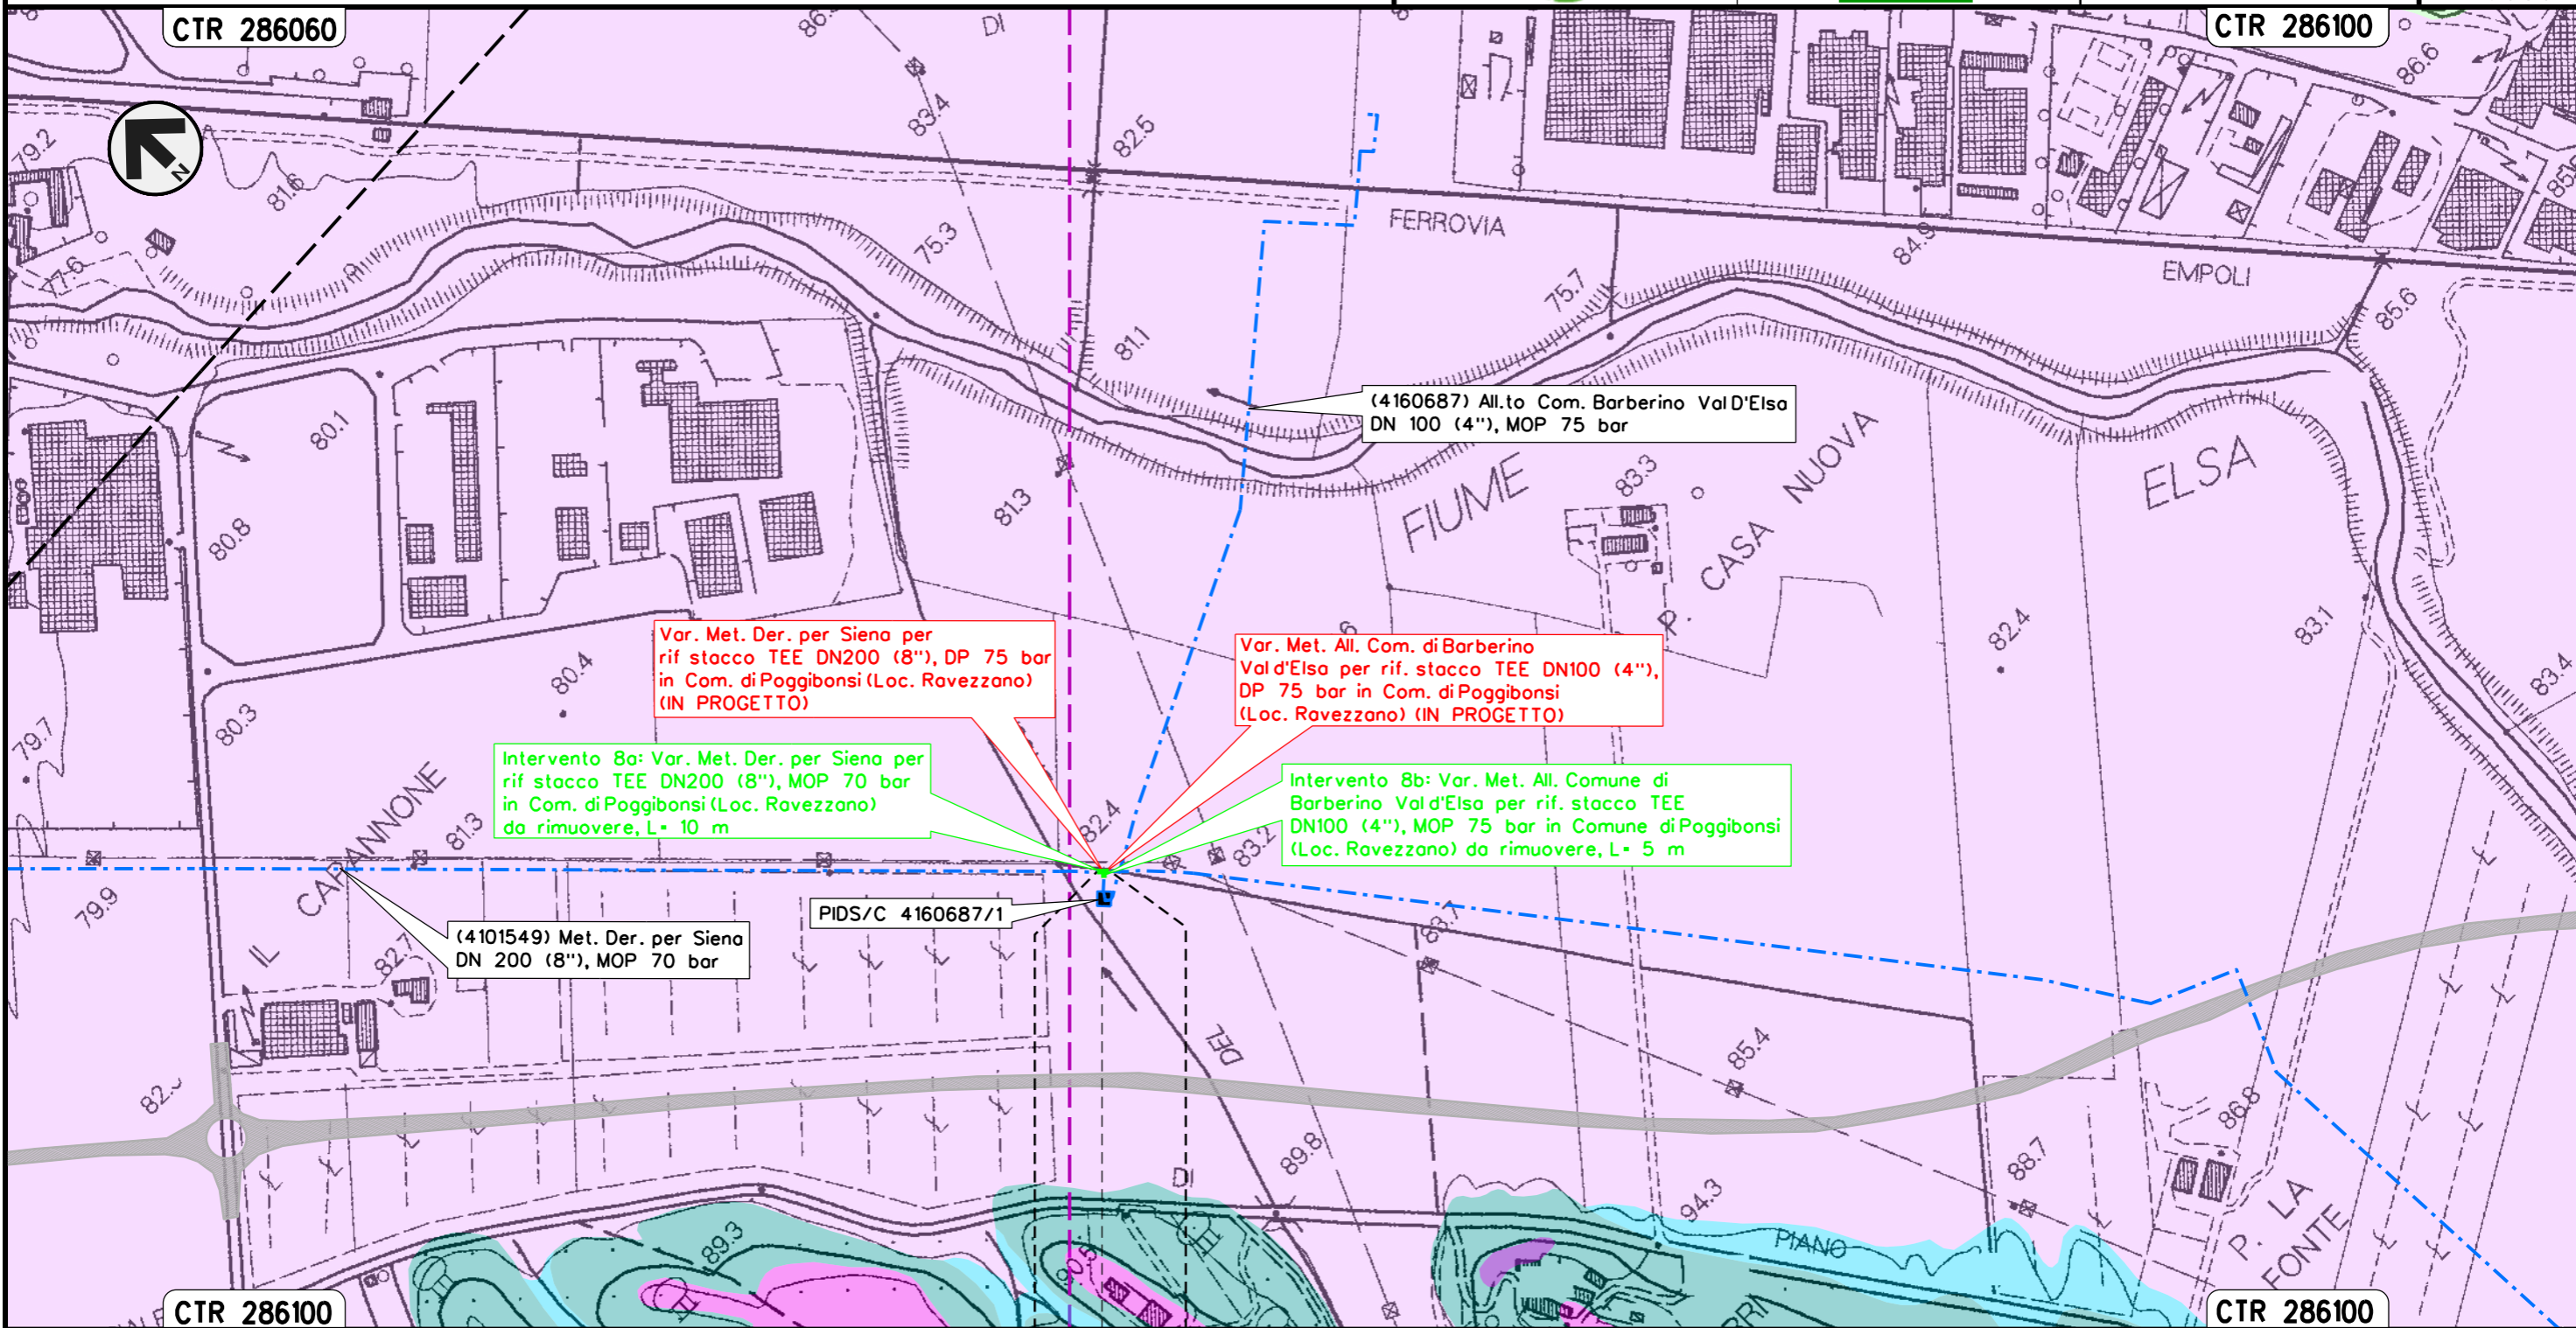 CTR 286060
CTR 286100
DI
86.6
83.4
82.5
79.2
N
81.6
77.6
75.3
FERROVIA
84.9
EMPOLI
75.7
85.6
81.1
(4160687) All.to Com. Barberino Val D'Elsa
DN 100 (4"), MOP 75 bar
80.1
80.8
81.3
FIUME
83.3
P. CASA NUOVA
ELSA
82.4
83.1
83.4
80.4
80.3
79.7
Var. Met. Der. per Siena per
rif stacco TEE DN200 (8"), DP 75 bar
in Com. di Poggibonsi (Loc. Ravezzano)
(IN PROGETTO)
Var. Met. All. Com. di Barberino
Val d'Elsa per rif. stacco TEE DN100 (4"),
DP 75 bar in Com. di Poggibonsi
(Loc. Ravezzano) (IN PROGETTO)
Intervento 8a: Var. Met. Der. per Siena per
rif stacco TEE DN200 (8"), MOP 70 bar
in Com. di Poggibonsi (Loc. Ravezzano)
da rimuovere, L= 10 m
Intervento 8b: Var. Met. All. Comune di
Barberino Val d'Elsa per rif. stacco TEE
DN100 (4"), MOP 75 bar in Comune di Poggibonsi
(Loc. Ravezzano) da rimuovere, L= 5 m
82.4
83.2
81.3
IL CAPANNONE
79.9
82.7
(4101549) Met. Der. per Siena
DN 200 (8"), MOP 70 bar
PIDS/C 4160687/1
83.7
DEL
85.4
86.8
88.7
89.8
DI
94.3
PIANO
89.3
90.5
P. LA FONTE
CTR 286100
CTR 286100